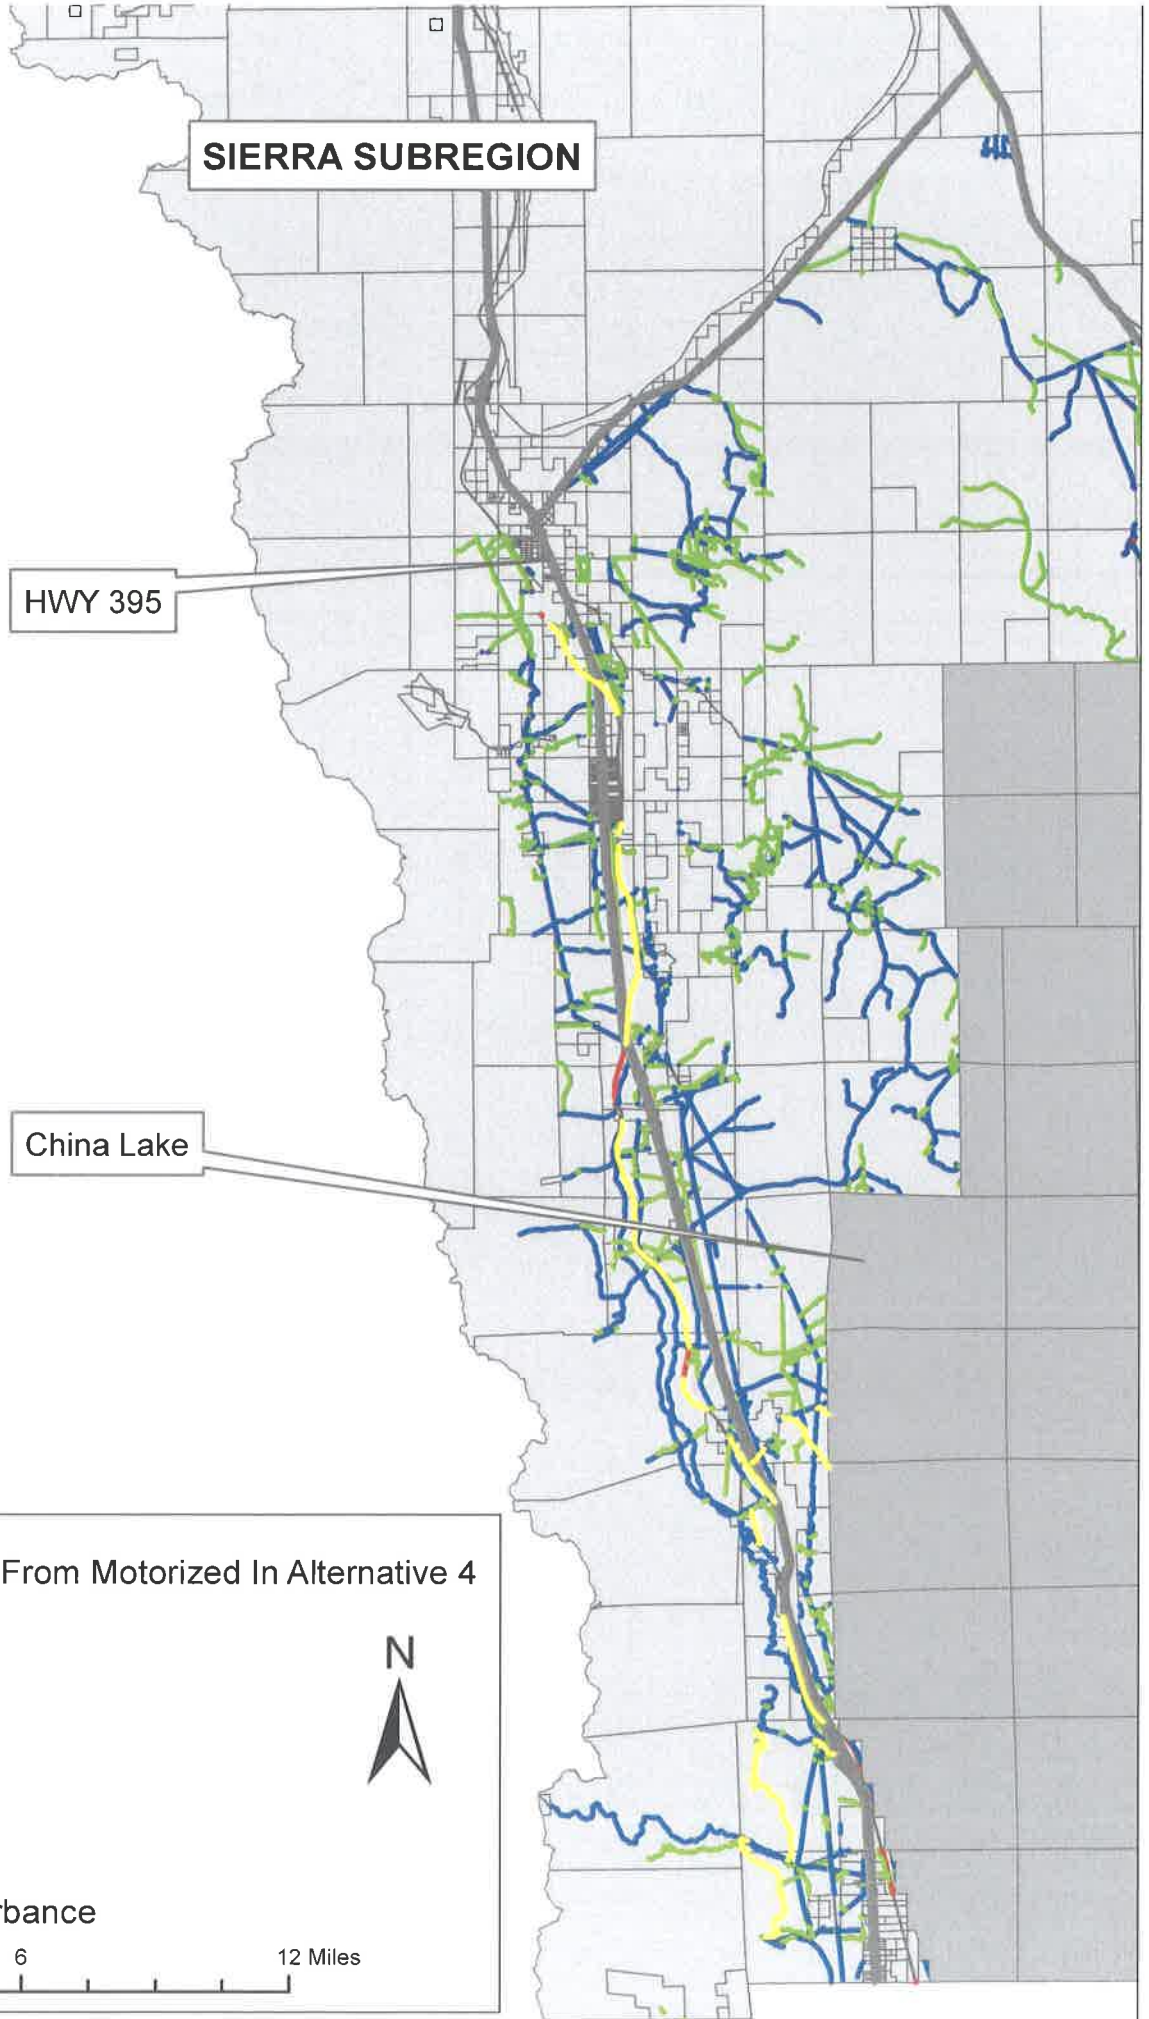 SIERRA SUBREGION
HWY 395
China Lake
From Motorized In Alternative 4
N
rbance
6 12 Miles